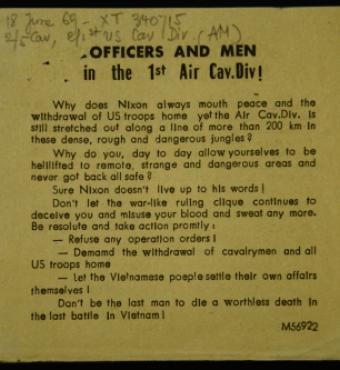 18 June 69 - XT 340715
2/5 Cav, e/1st US Cav Div. (AM)
.OFFICERS AND MEN
in the 1st Air Cav.Div!
Why does Nixon always mouth peace and the
withdrawal of US troops home yet the Air Cav.Div. is
still stretched out along a line of more than 200 km in
these dense, rough and dangerous jungles?
Why do you, day to day allow yourselves to be
helilifted to remote, strange and dangerous areas and
never got back all safe?
Sure Nixon doesn't live up to his words!
Don't let the war-like ruling clique continues to
deceive you and misuse your blood and sweat any more.
Be resolute and take action promtly:
— Refuse any operation orders!
— Demamd the withdrawal of cavalrymen and all
US troops home
— Let the Vietnamese poeple settle their own affairs
themselves!
Don't be the last man to die a worthless death in
the last battle in Vietnam!
M56922